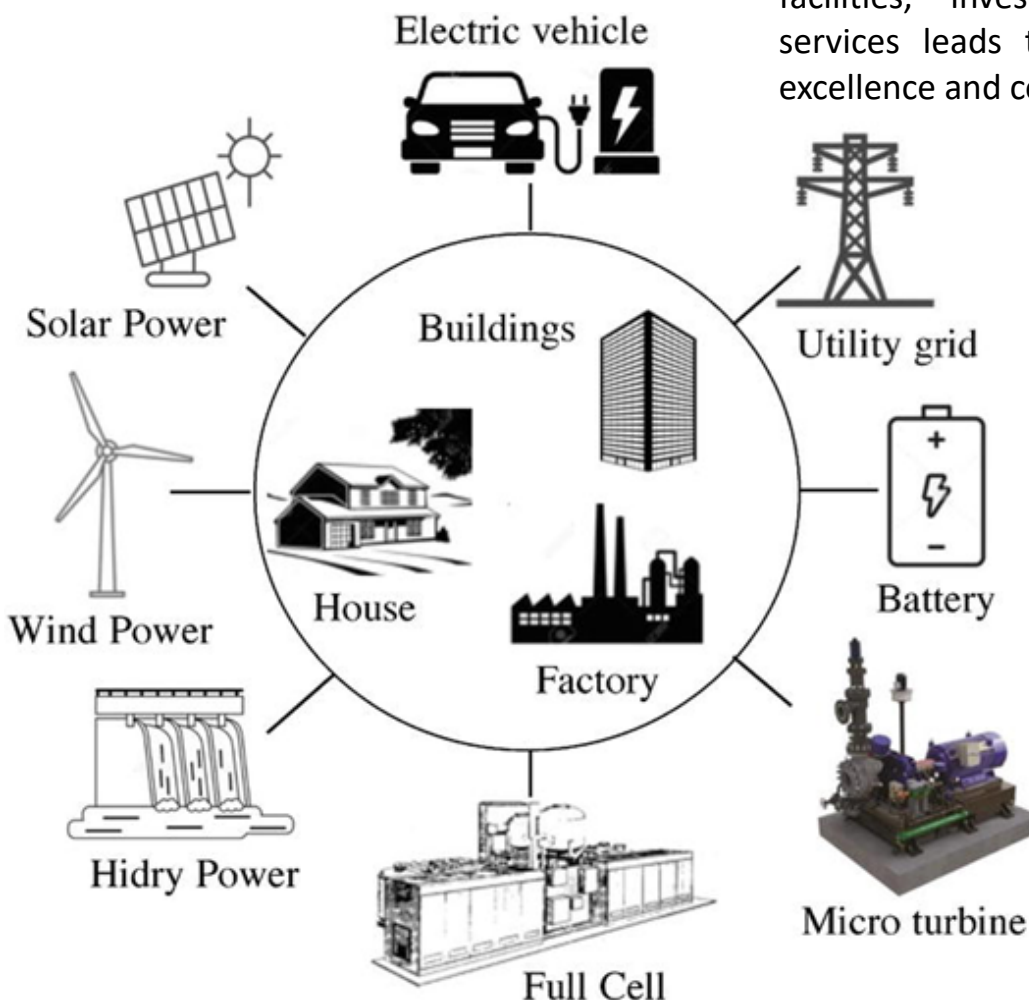 facilities,
services leads
excellence and
Electric vehicle
Solar Power
Buildings
Utility grid
Wind Power
House
Battery
Factory
Hidry Power
Micro turbine
Full Cell